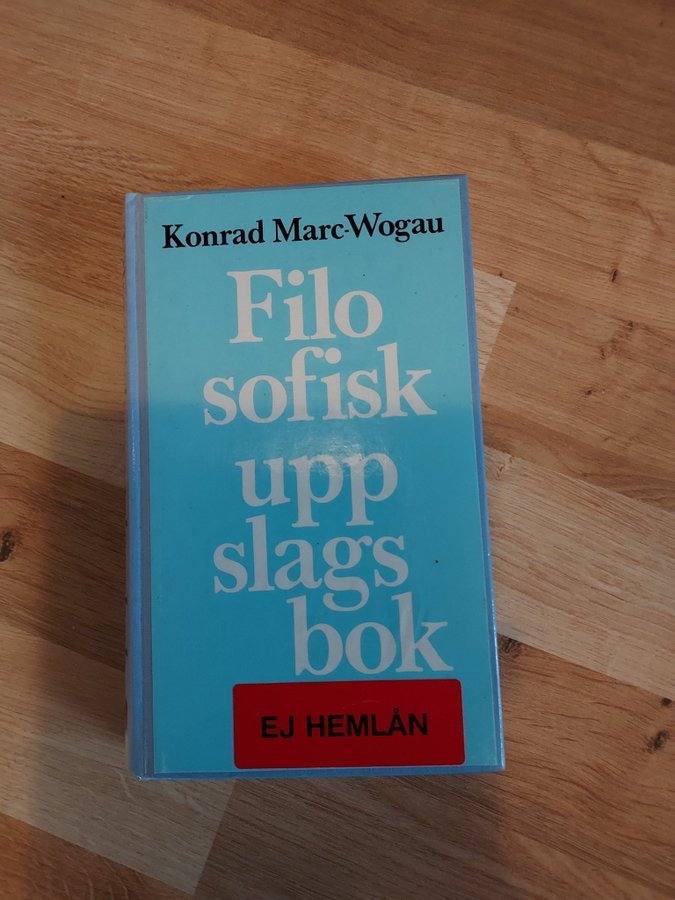 Konrad Marc-Wogau
Filo
sofisk
upp
slags
bok
EJ HEMLÅN